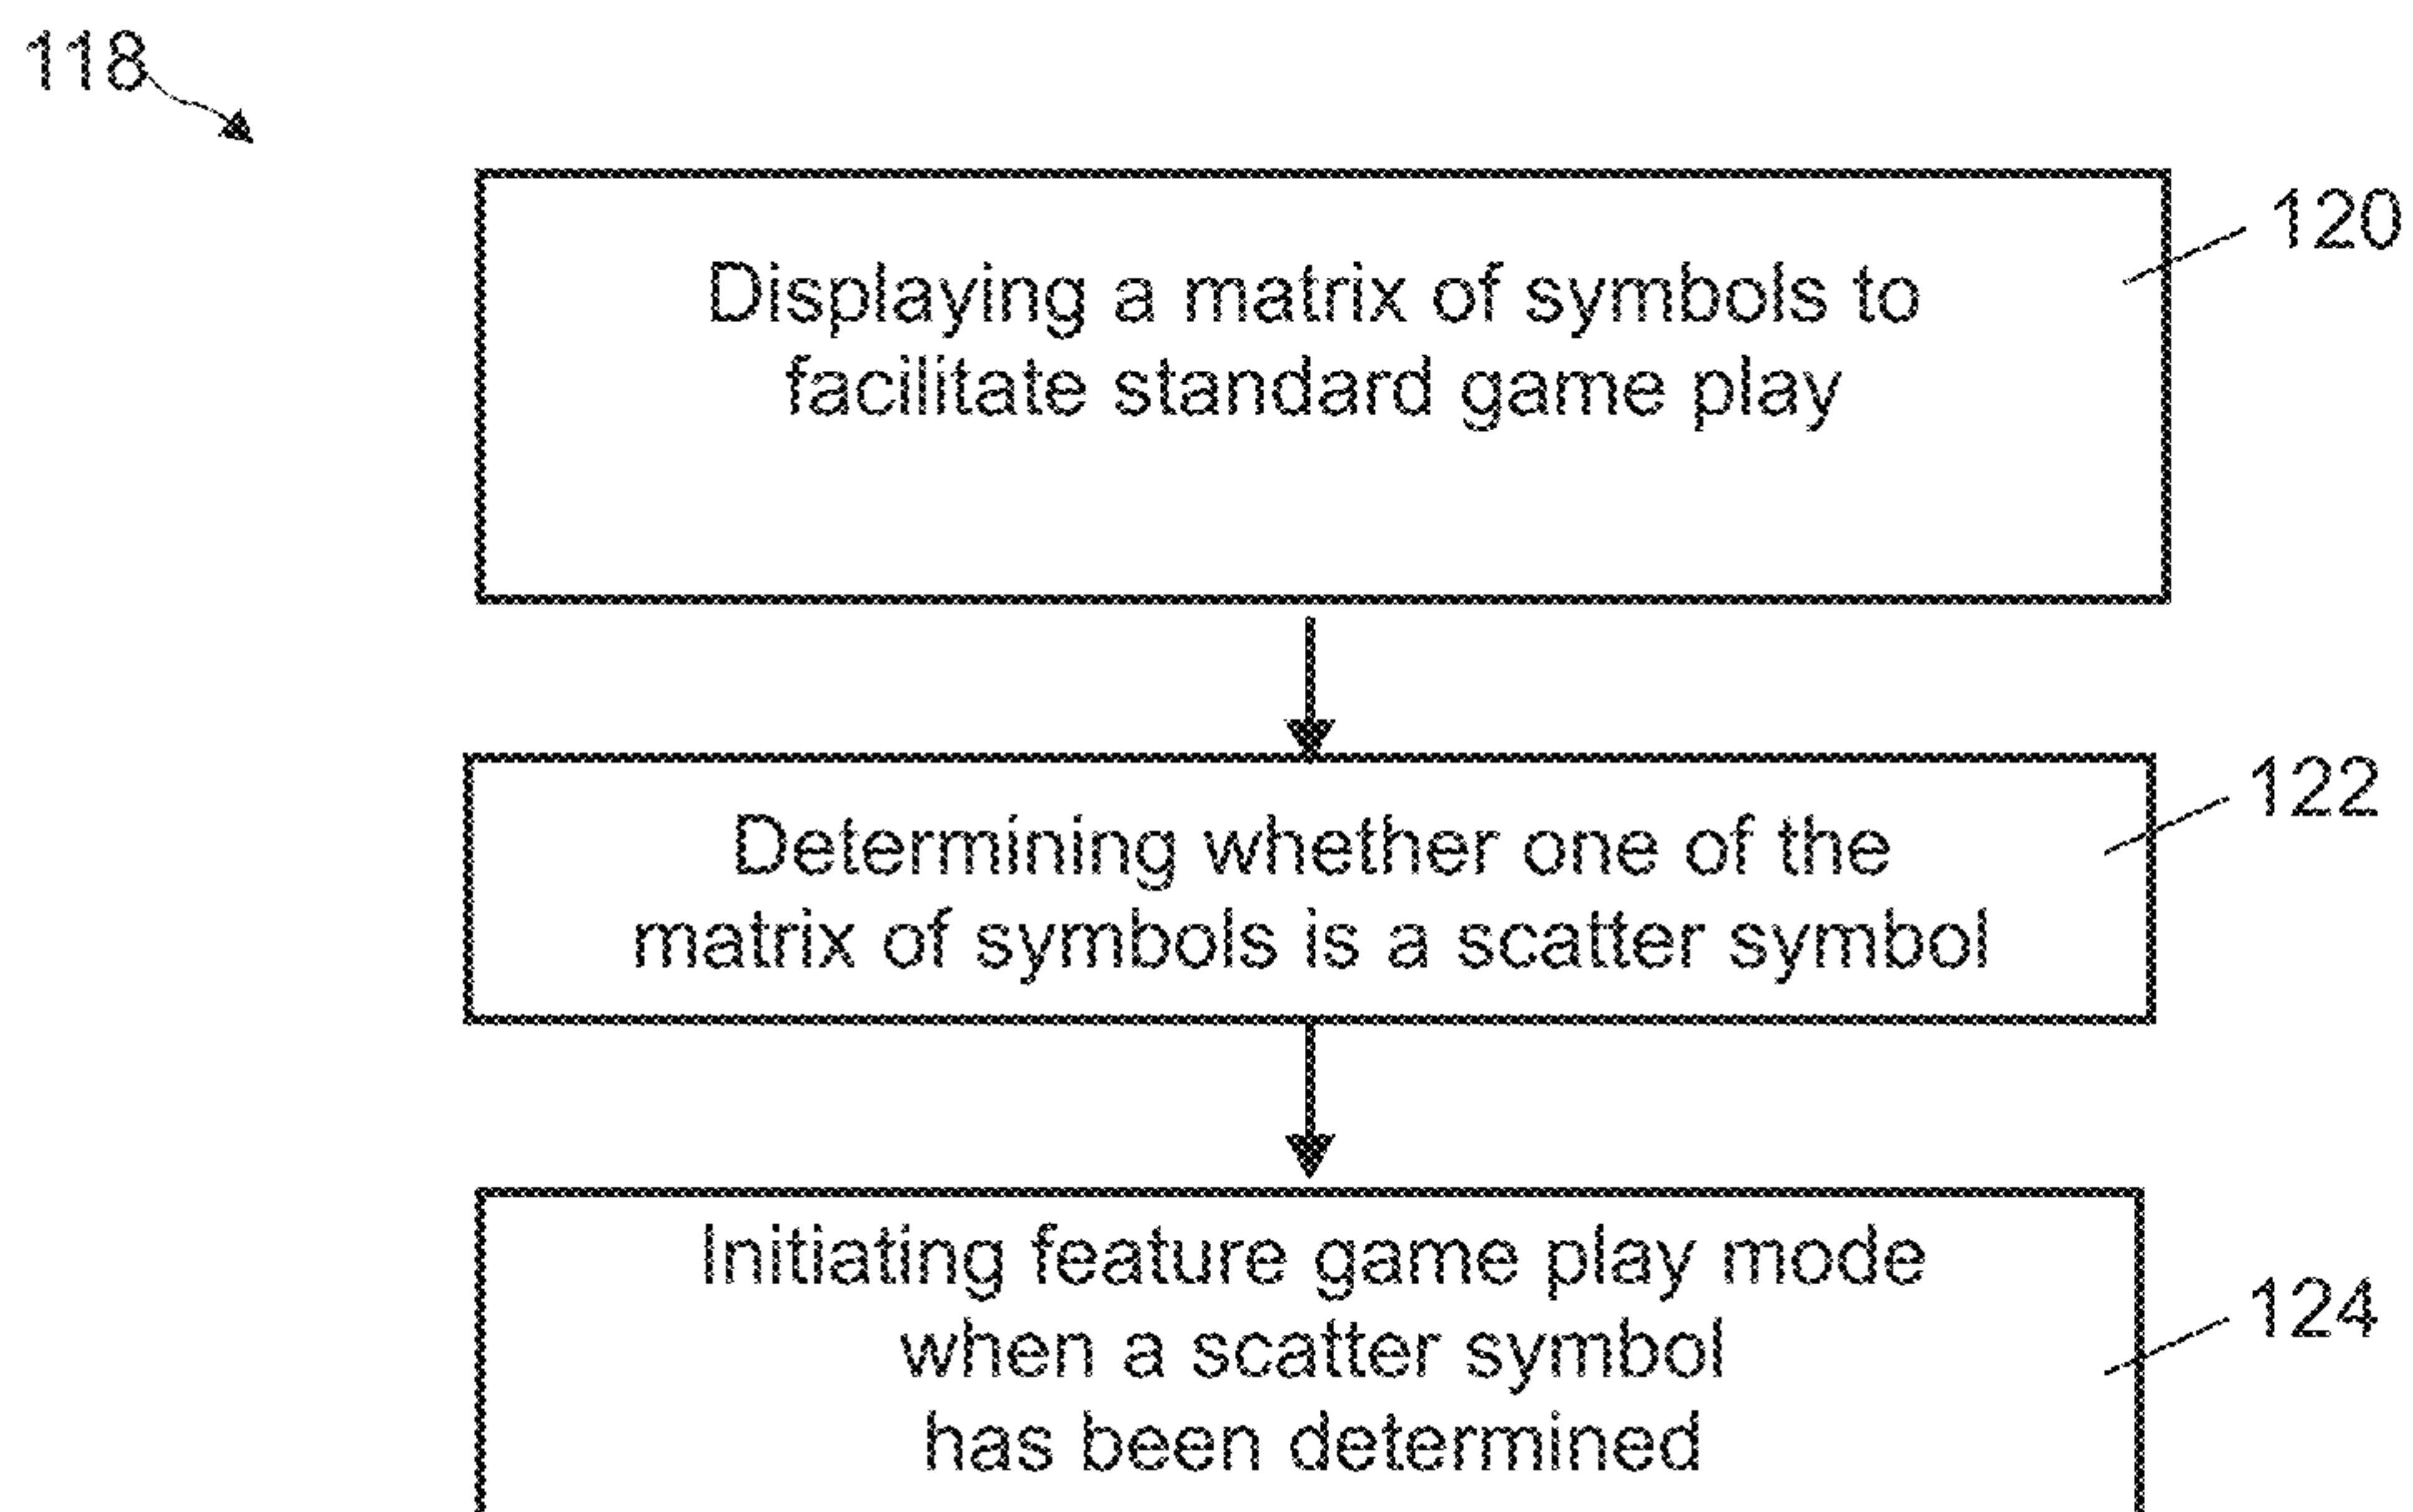 118
120
Displaying a matrix of symbols to
facilitate standard game play
122
Determining whether one of the
matrix of symbols is a scatter symbol
Initiating feature game play mode
124
when a scatter symbol
has been determined